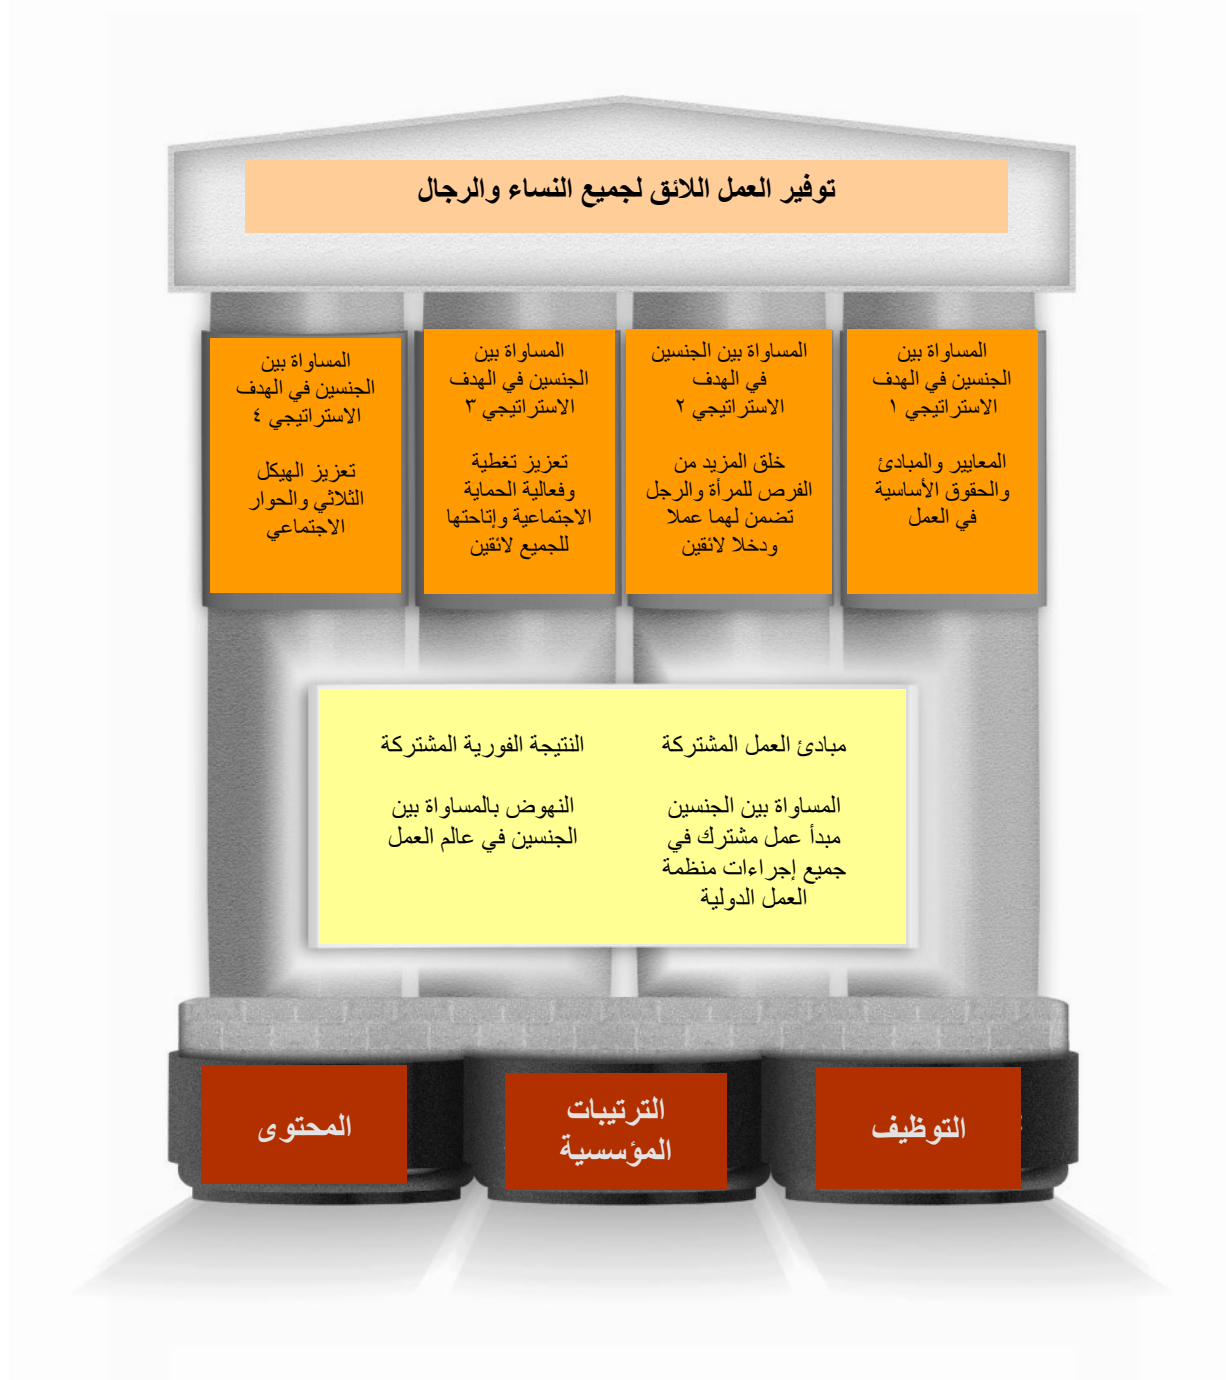 توفير العمل اللائق لجميع النساء والرجال
المساواة بين
الجنسين في الهدف
الاستراتيجي ١
المعايير والمبادئ
والحقوق الأساسية
في العمل
المساواة بين الجنسين
في الهدف
الاستراتيجي ٢
خلق المزيد من
الفرص للمرأة والرجل
تضمن لهما عملا
ودخلا لائقين
المساواة بين
الجنسين في الهدف
الاستراتيجي ٣
تعزيز تغطية
وفعالية الحماية
الاجتماعية وإتاحتها
للجميع لائقين
المساواة بين
الجنسين في الهدف
الاستراتيجي ٤
تعزيز الهيكل
الثلاثي والحوار
الاجتماعي
مبادئ العمل المشتركة
المساواة بين الجنسين
مبدأ عمل مشترك في
جميع إجراءات منظمة
العمل الدولية
النتيجة الفورية المشتركة
النهوض بالمساواة بين
الجنسين في عالم العمل
التوظيف
الترتيبات
المؤسسية
المحتوى